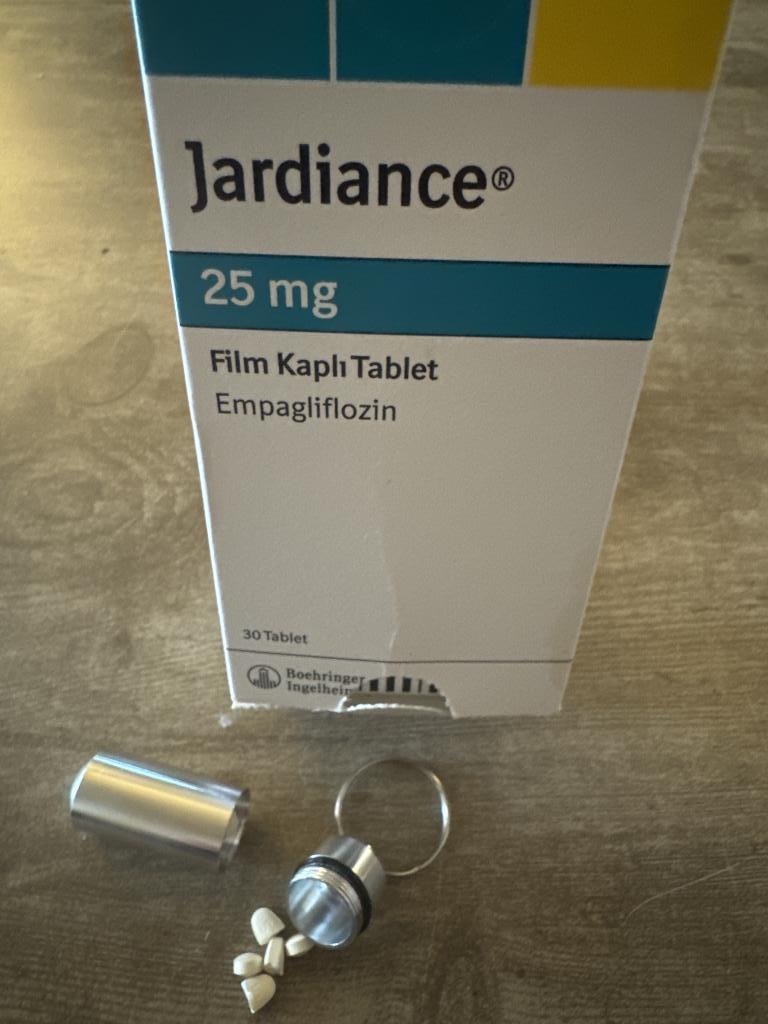 Jardiance®
25 mg
Film Kaplı Tablet
Empagliflozin
30 Tablet
Boehringer
Ingelheim